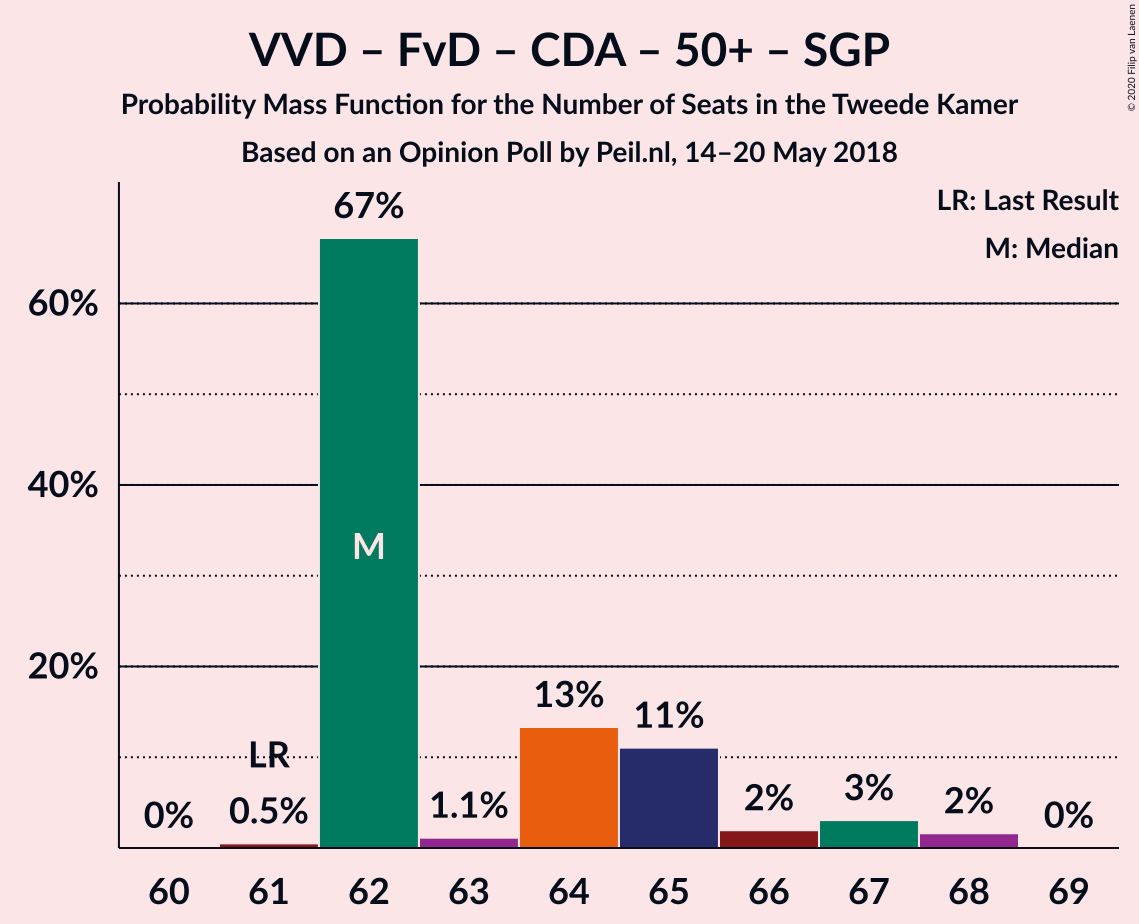 VVD – FvD – CDA – 50+ – SGP
Probability Mass Function for the Number of Seats in the Tweede Kamer
Based on an Opinion Poll by Peil.nl, 14–20 May 2018
© 2020 Filip van Laenen
LR: Last Result
M: Median
67%
60%
40%
20%
M
13%
11%
LR
0% 0.5% 1.1% 2% 3% 2% 0%
60 61 62 63 64 65 66 67 68 69